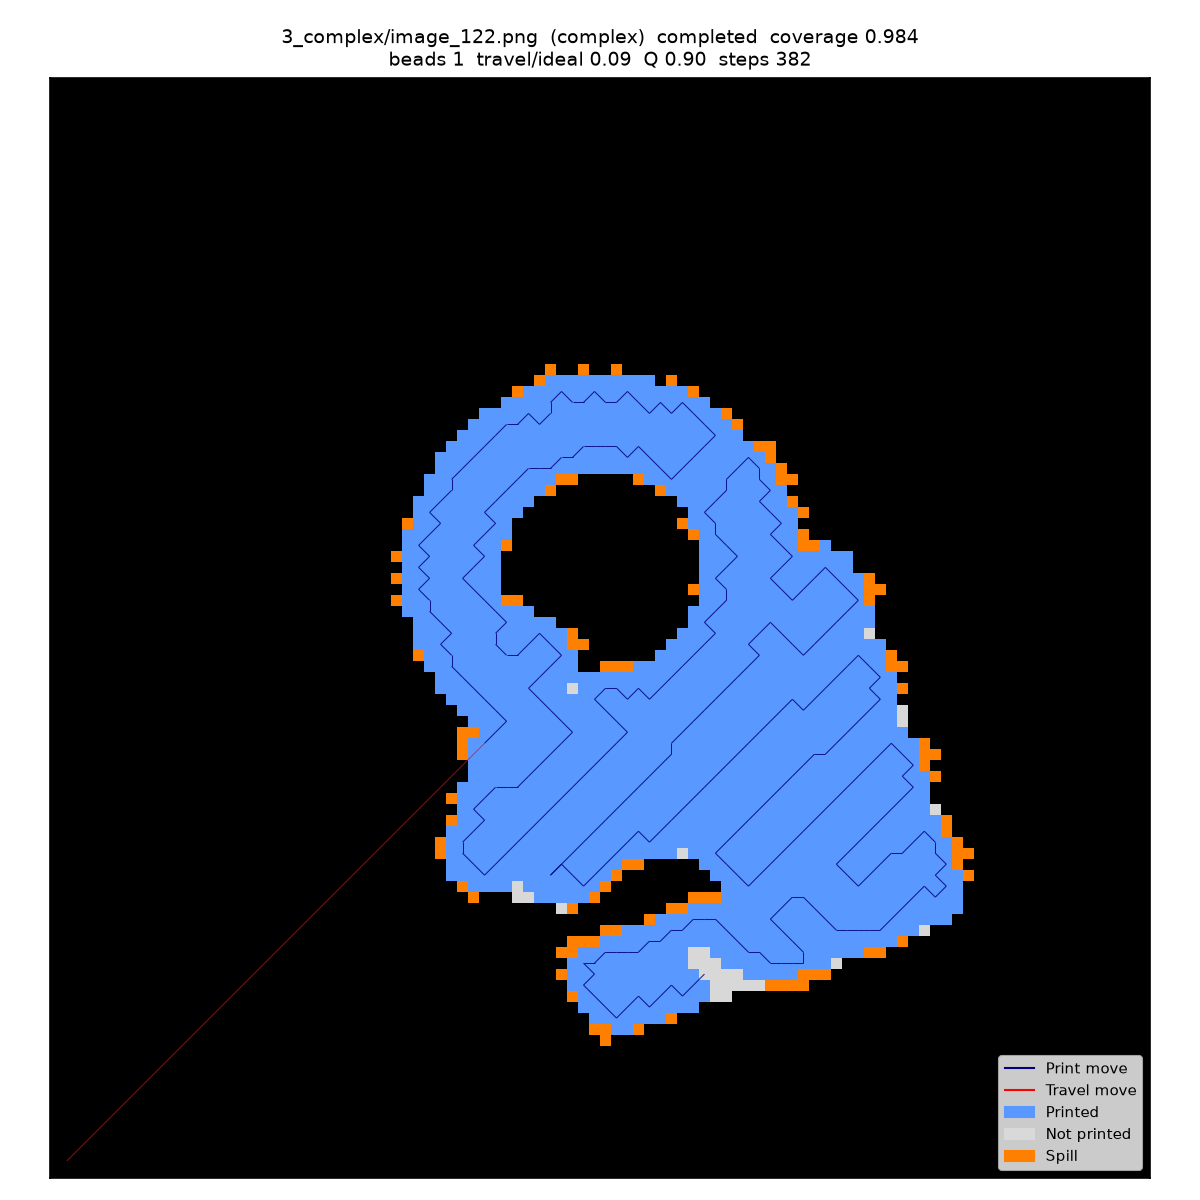 3_complex/image_122.png  (complex)  completed  coverage 0.984
beads 1  travel/ideal 0.09  Q 0.90  steps 382
Print move
Travel move
Printed
Not printed
Spill